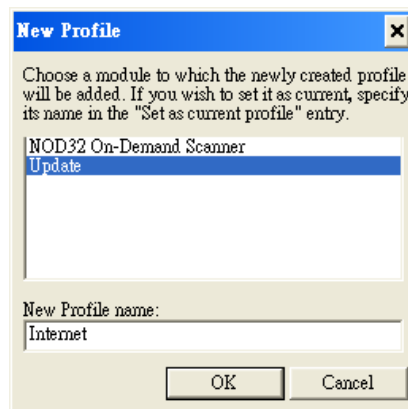 New Profile
Choose a module to which the newly created profile
will be added. If you wish to set it as current, specify
its name in the "Set as current profile" entry.
NOD32 On-Demand Scanner
Update
New Profile name:
Internet
OK
Cancel